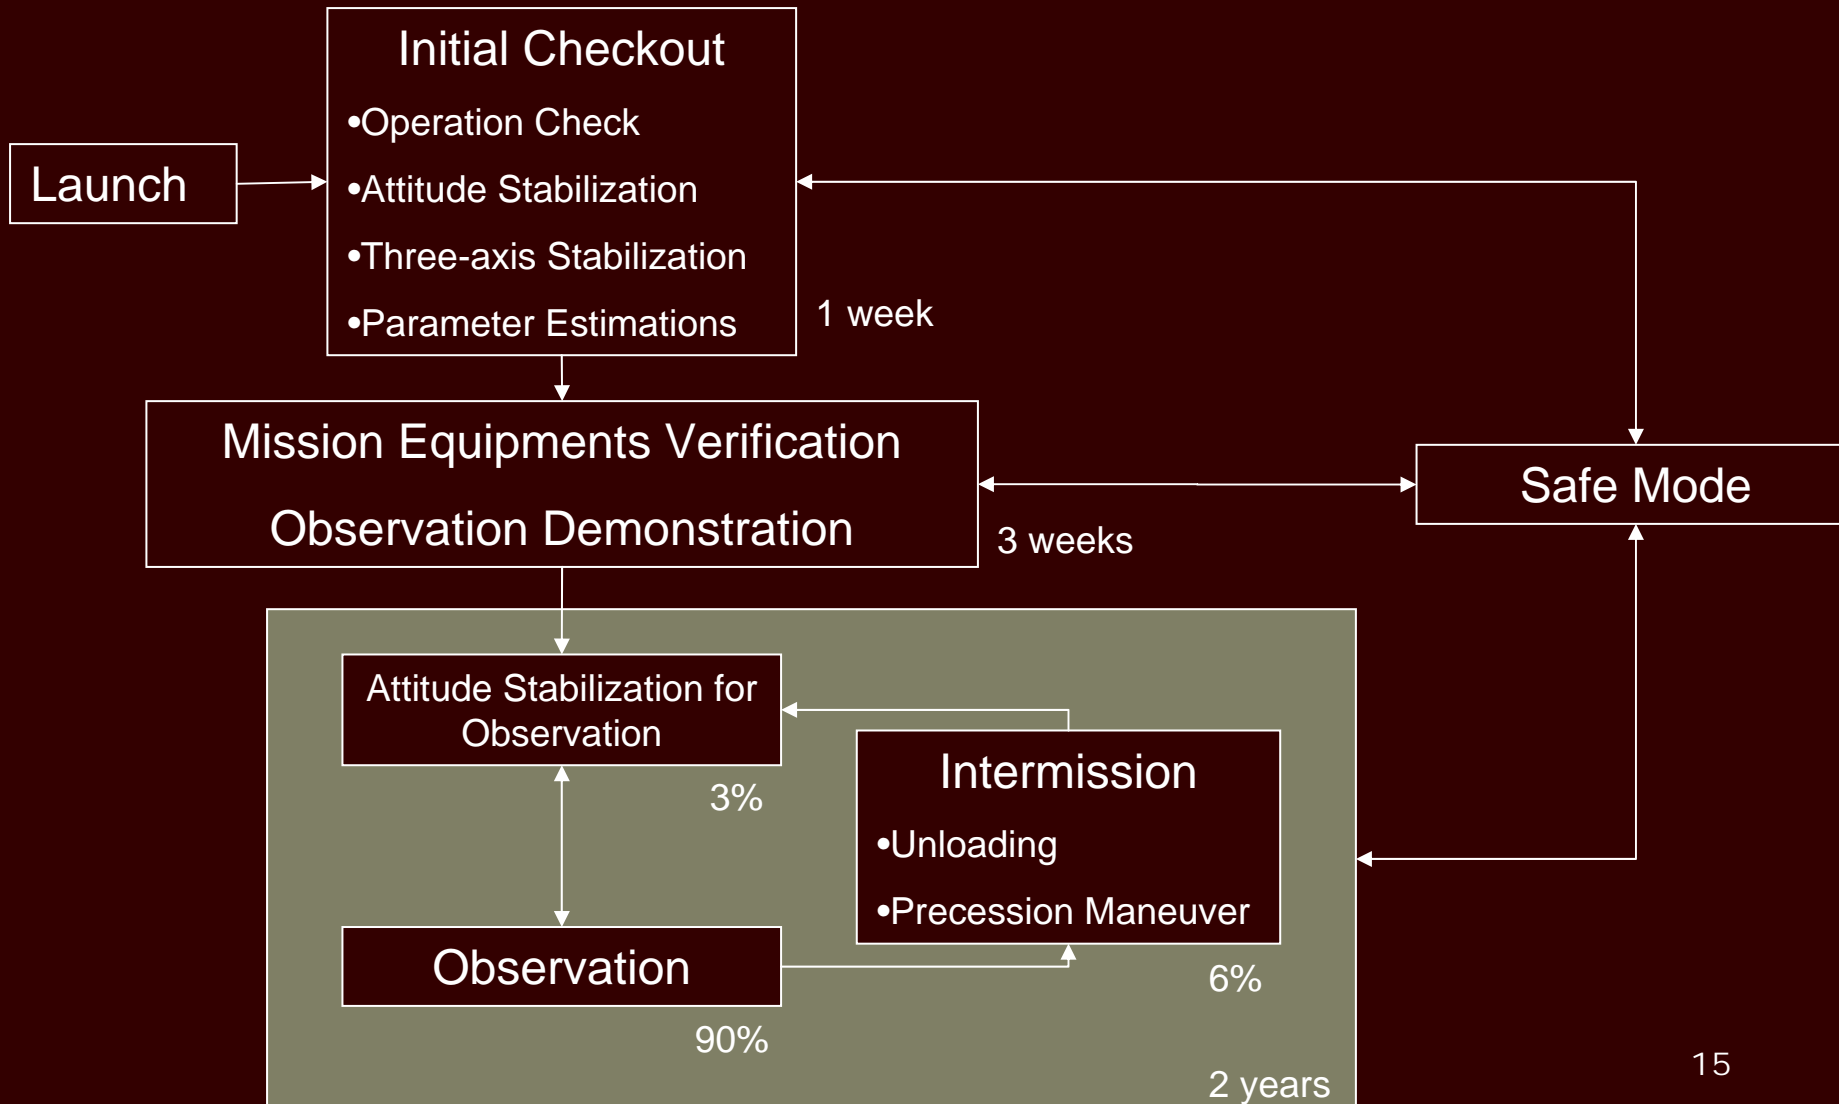 Launch
Initial Checkout
•Operation Check
•Attitude Stabilization
•Three-axis Stabilization
•Parameter Estimations
1 week
Mission Equipments Verification
Observation Demonstration
3 weeks
Safe Mode
Attitude Stabilization for
Observation
3%
Intermission
•Unloading
•Precession Maneuver
6%
Observation
90%
2 years
15